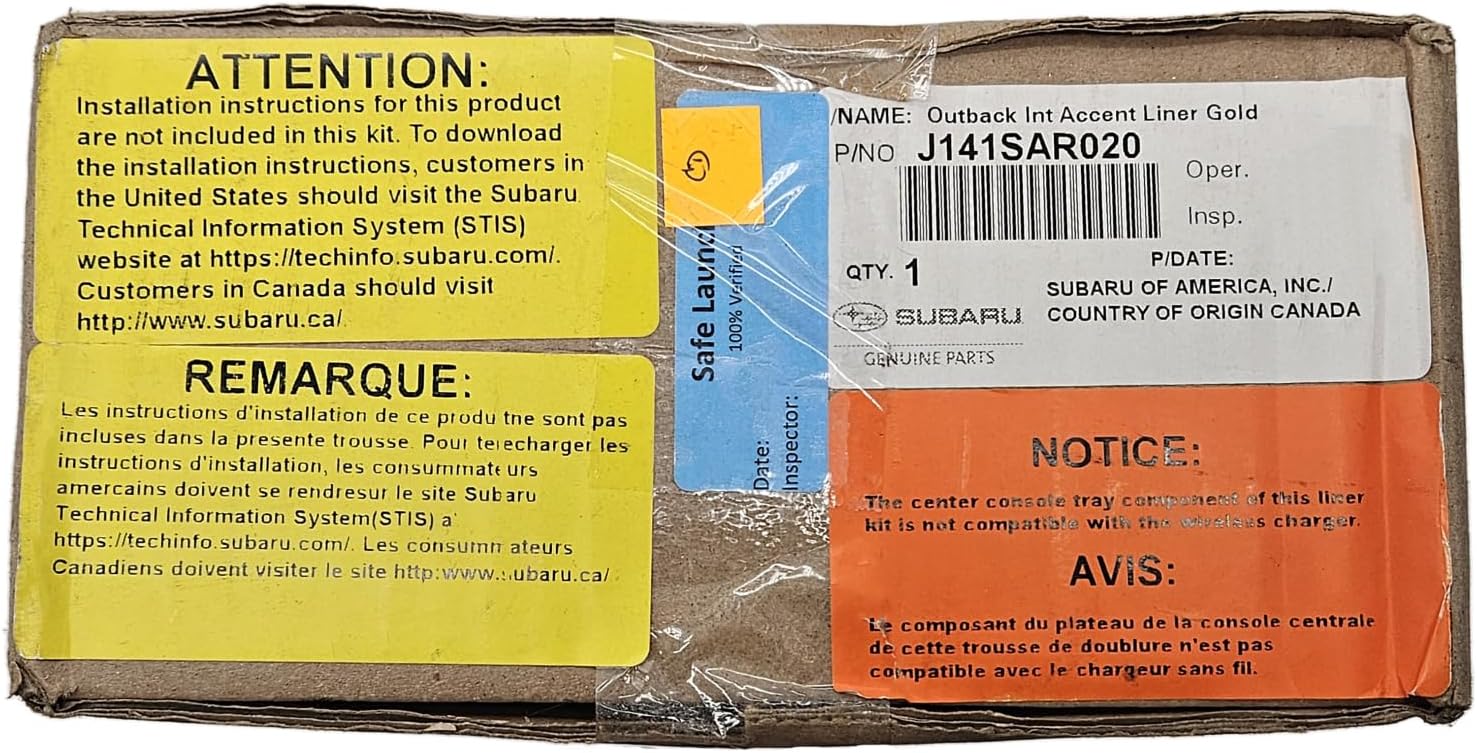 ATTENTION:
Installation instructions for this product
are not included in this kit. To download
the installation instructions, customers in
the United States should visit the Subaru
Technical Information System (STIS)
website at https://techinfo.subaru.com/.
Customers in Canada should visit
http://www.subaru.ca/
REMARQUE:
Les instructions d'installation de ce produ tne sont pas
incluses dans la presente trousse. Pour telecharger les
instructions d'installation, les consummate urs
amercains doivent se rendresur le site Subaru
Technical Information System(STIS) a
https://techinfo.subaru.com/. Les consumm ateurs
Canadiens doivent visiter le site http:www.subaru.ca/
Safe Launc
100% Verified
Date:
Inspector:
/NAME: Outback Int Accent Liner Gold
P/NO J141SAR020
Oper.
Insp.
QTY. 1
P/DATE:
SUBARU OF AMERICA, INC./
COUNTRY OF ORIGIN CANADA
SUBARU
GENUINE PARTS
NOTICE:
The center console tray component of this liner
kit is not compatible with the wireless charger.
AVIS:
Le composant du plateau de la console centrale
de cette trousse de doublure n'est pas
compatible avec le chargeur sans fil.